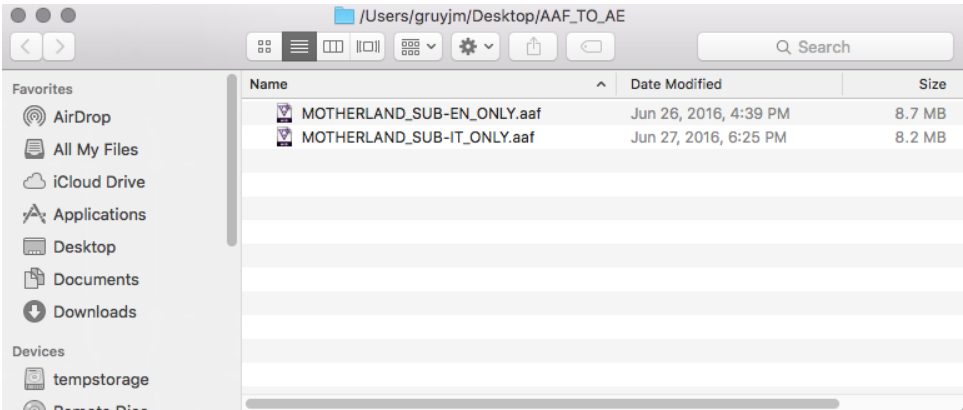 /Users/gruyjm/Desktop/AAF_TO_AE
Search
Favorites
AirDrop
All My Files
iCloud Drive
Applications
Desktop
Documents
Downloads
Devices
tempstorage
Remote Disc
Name Date Modified Size
MOTHERLAND_SUB-EN_ONLY.aaf Jun 26, 2016, 4:39 PM 8.7 MB
MOTHERLAND_SUB-IT_ONLY.aaf Jun 27, 2016, 6:25 PM 8.2 MB